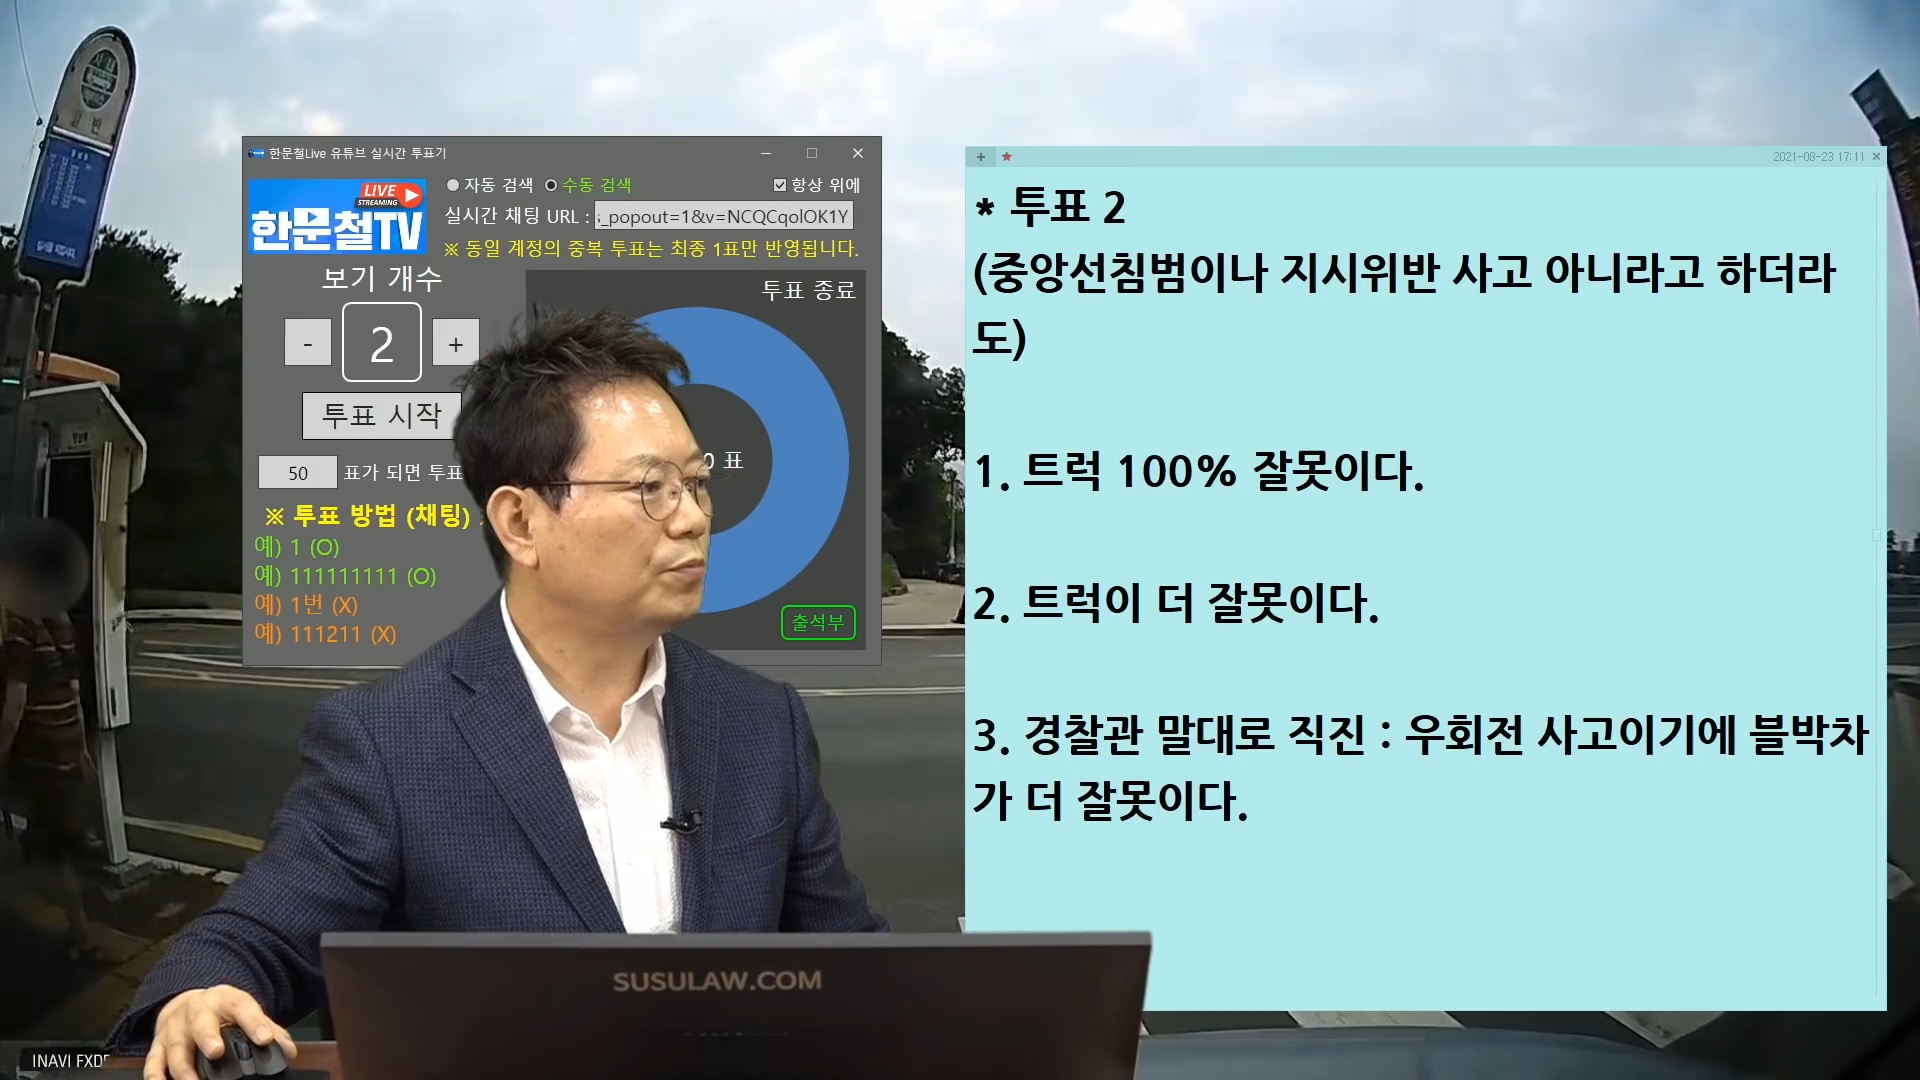 한문철Live 유튜브 실시간 투표기
LIVE
STREAMING
한문철TV
자동 검색 수동 검색 항상 위에
실시간 채팅 URL : :_popout=1&v=NCQCqolOK1Y
※ 동일 계정의 중복 투표는 최종 1표만 반영됩니다.
보기 개수
- 2 +
투표 시작
50 표가 되면 투표
※ 투표 방법 (채팅)
예) 1 (O)
예) 111111111 (O)
예) 1번 (X)
예) 111211 (X)
투표 종료
0 표
출석부
2021-08-23 17:11
* 투표 2
(중앙선침범이나 지시위반 사고 아니라고 하더라
도)
1. 트럭 100% 잘못이다.
2. 트럭이 더 잘못이다.
3. 경찰관 말대로 직진 : 우회전 사고이기에 블박차
가 더 잘못이다.
SUSULAW.COM
INAVI